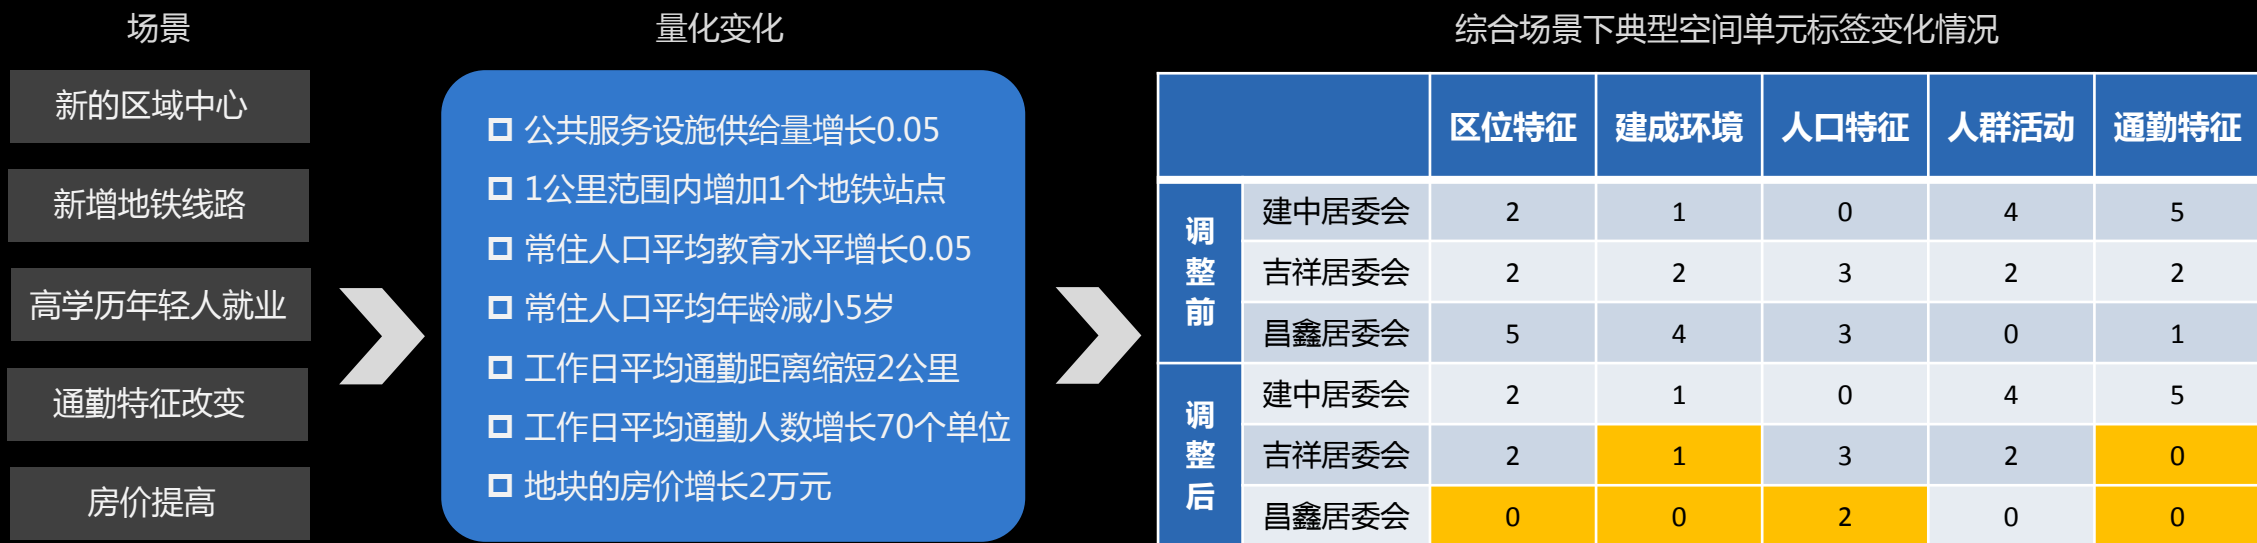 场景
量化变化
综合场景下典型空间单元标签变化情况
新的区域中心
新增地铁线路
高学历年轻人就业
通勤特征改变
房价提高
公共服务设施供给量增长0.05
1公里范围内增加1个地铁站点
常住人口平均教育水平增长0.05
常住人口平均年龄减小5岁
工作日平均通勤距离缩短2公里
工作日平均通勤人数增长70个单位
地块的房价增长2万元
区位特征 建成环境 人口特征 人群活动 通勤特征
调整前
建中居委会 2 1 0 4 5
吉祥居委会 2 2 3 2 2
昌鑫居委会 5 4 3 0 1
调整后
建中居委会 2 1 0 4 5
吉祥居委会 2 1 3 2 0
昌鑫居委会 0 0 2 0 0